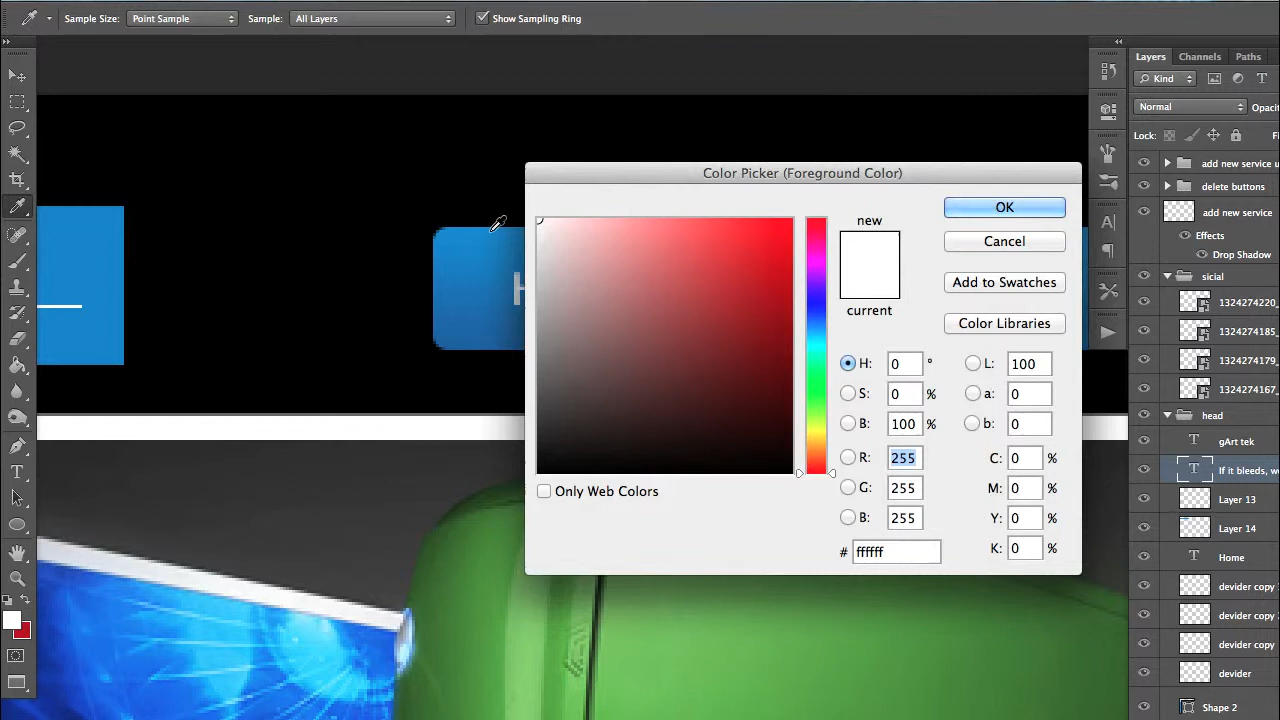 Sample Size: Point Sample Sample: All Layers Show Sampling Ring
Layers Channels Paths
Kind
Normal
Lock:
add new service
delete buttons
add new service
Effects
Drop Shadow
sicial
1324274220
1324274185
1324274179
1324274167
head
gArt tek
If it bleeds, w
Layer 13
Layer 14
Home
devider copy
devider copy
devider copy
devider
Shape 2
H
Color Picker (Foreground Color)
new
current
OK
Cancel
Add to Swatches
Color Libraries
H: 0 ° L: 100
S: 0 % a: 0
B: 100 % b: 0
R: 255 C: 0 %
G: 255 M: 0 %
B: 255 Y: 0 %
# ffffff K: 0 %
Only Web Colors